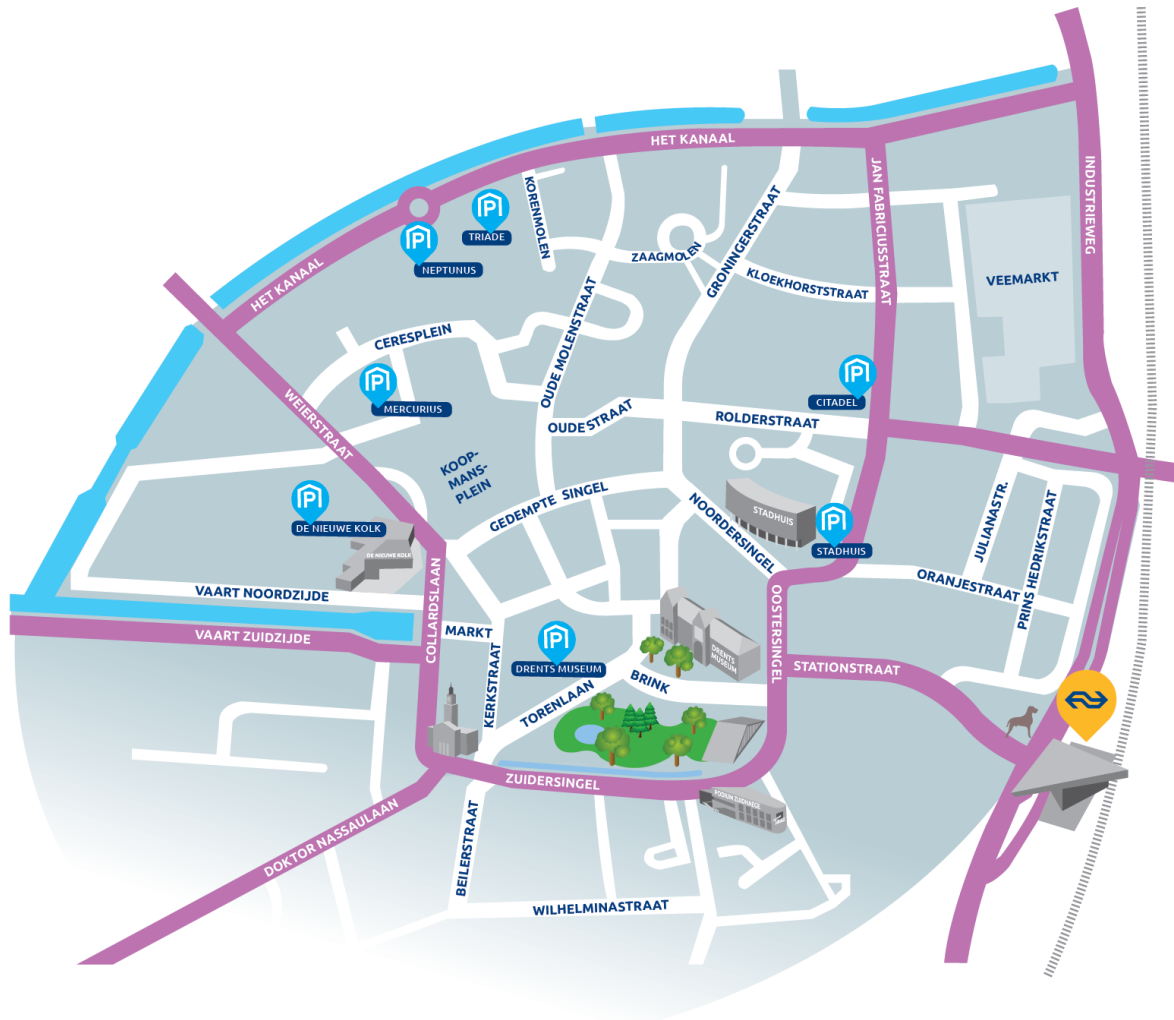 HET KANAAL
JAN FABRICIUSSTRAAT
INDUSTRIEWEG
KORENMOLEN
P
TRIADE
P
NEPTUNUS
ZAAGMOLEN
GRONINGERSTRAAT
KLOEKHORSTSTRAAT
VEEMARKT
HET KANAAL
CERESPLEIN
OUDE MOLENSTRAAT
P
MERCURIUS
P
CITADEL
WEIERSTRAAT
OUDESTRAAT
ROLDERSTRAAT
KOOP-
MANS-
PLEIN
GEDEMPTE SINGEL
NOORDERSINGEL
STADHUIS
P
STADHUIS
JULIANASTR.
PRINS HEDRIKSTRAAT
ORANJESTRAAT
P
DE NIEUWE KOLK
DE NIEUWE KOLK
VAART NOORDZIJDE
VAART ZUIDZIJDE
COLLARDSLAAN
MARKT
KERKSTRAAT
P
DRENTS MUSEUM
DRENTS
MUSEUM
OOSTERSINGEL
STATIONSTRAAT
BRINK
TORENLAAN
ZUIDERSINGEL
PODIUM ZUIDHAEGE
DOKTOR NASSAULAAN
BEILERSTRAAT
WILHELMINASTRAAT